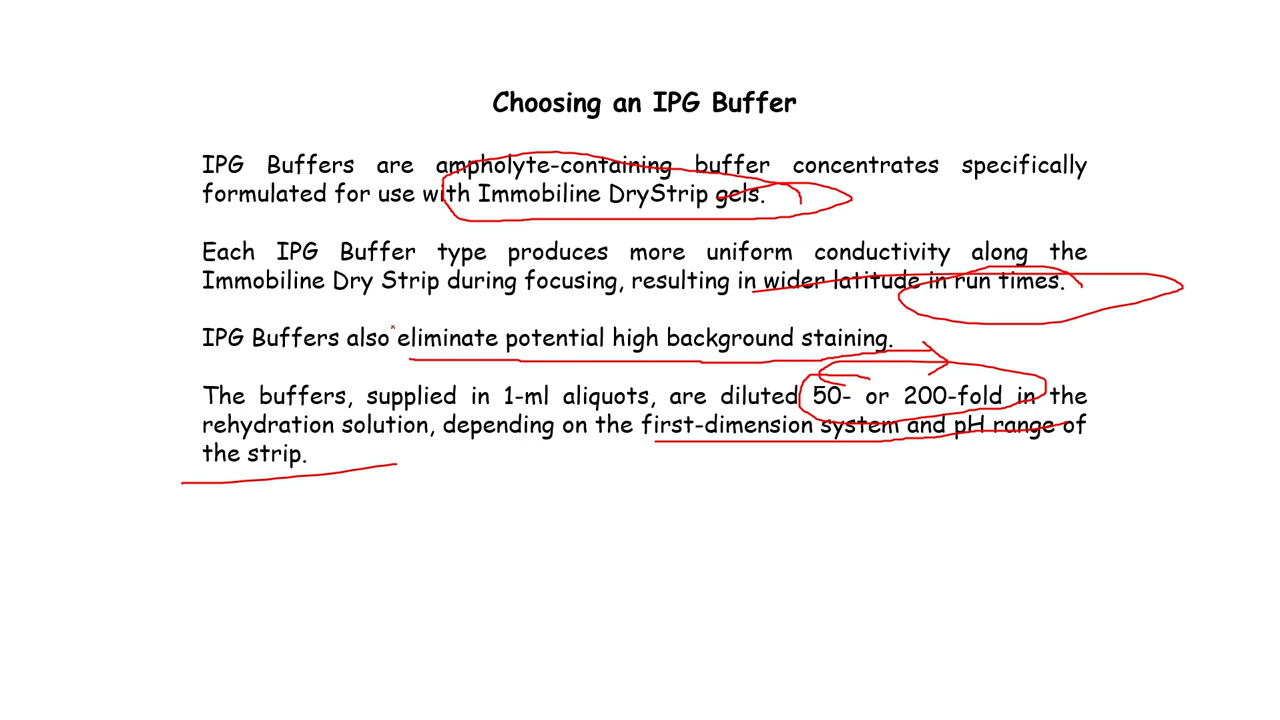 Choosing an IPG Buffer
IPG Buffers are ampholyte-containing buffer concentrates specifically
formulated for use with Immobiline DryStrip gels.
Each IPG Buffer type produces more uniform conductivity along the
Immobiline Dry Strip during focusing, resulting in wider latitude in run times.
IPG Buffers also eliminate potential high background staining.
The buffers, supplied in 1-ml aliquots, are diluted 50- or 200-fold in the
rehydration solution, depending on the first-dimension system and pH range of
the strip.